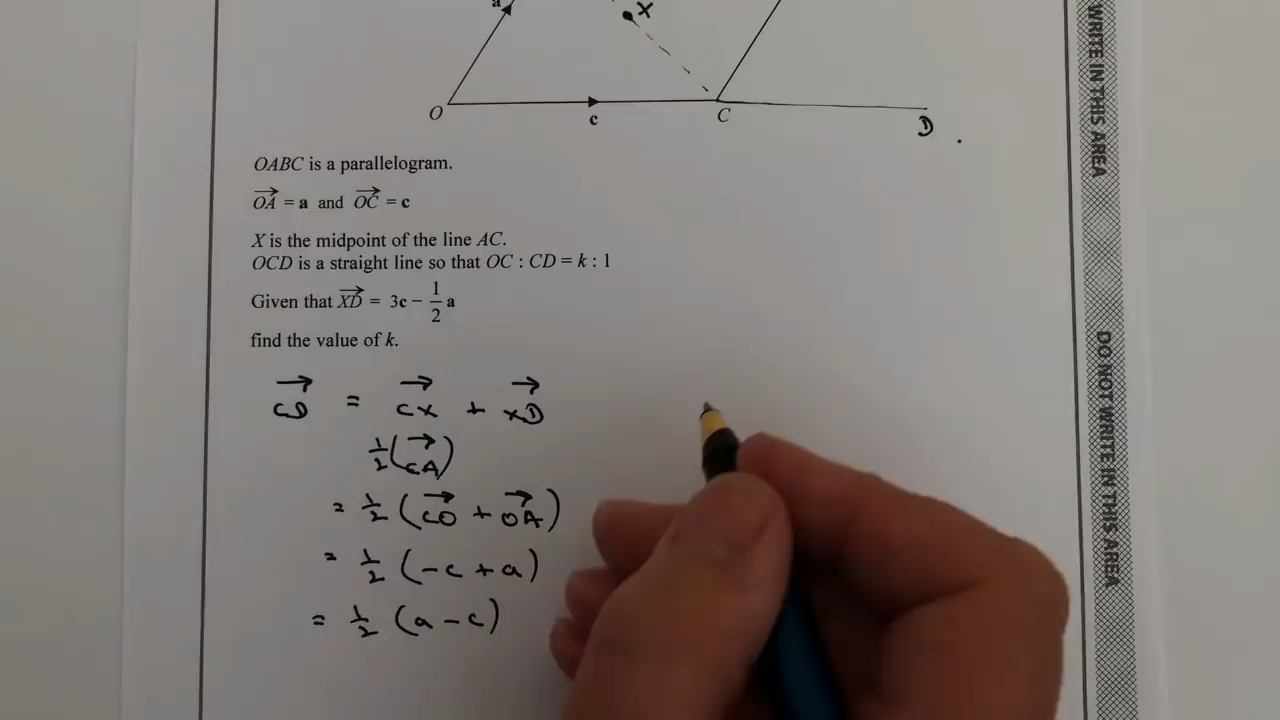 a
X
O
c
C
D
OABC is a parallelogram.
→OA = a and →OC = c
X is the midpoint of the line AC.
OCD is a straight line so that OC : CD = k : 1
Given that →XD = 3c − 1/2 a
find the value of k.
→CD = →CX + →XD
1/2(→CA)
= 1/2 (→CO + →OA)
= 1/2 (-c + a)
= 1/2 (a - c)
WRITE IN THIS AREA
DO NOT WRITE IN THIS AREA